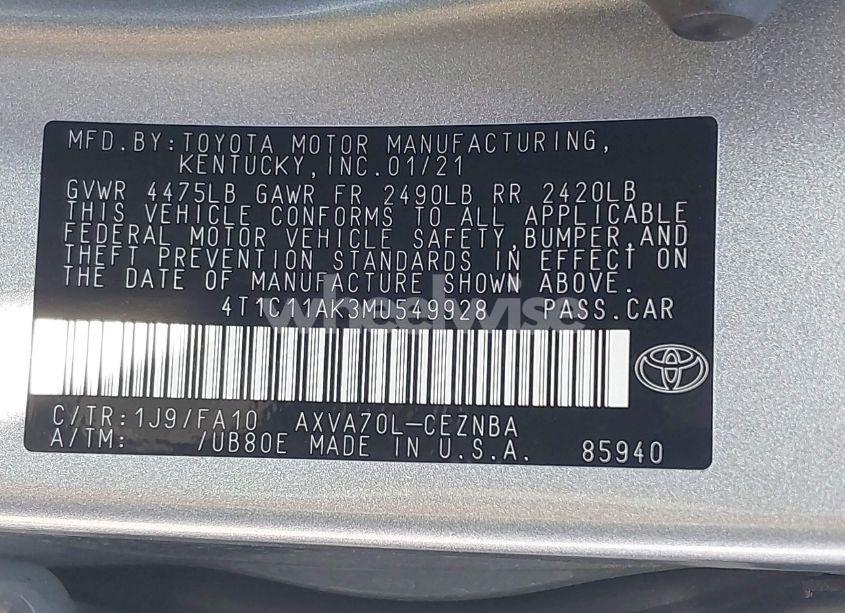 MFD.BY:TOYOTA MOTOR MANUFACTURING,
KENTUCKY,INC.01/21
GVWR 4475LB GAWR FR 2490LB RR 2420LB
THIS VEHICLE CONFORMS TO ALL APPLICABLE
FEDERAL MOTOR VEHICLE SAFETY,BUMPER,AND
THEFT PREVENTION STANDARDS IN EFFECT ON
THE DATE OF MANUFACTURE SHOWN ABOVE.
4T1C11AK3MU549928 PASS.CAR
wheelwise
C/TR:1J9/FA10 AXVA70L-CEZNBA
A/TM: /UB80E MADE IN U.S.A. 85940